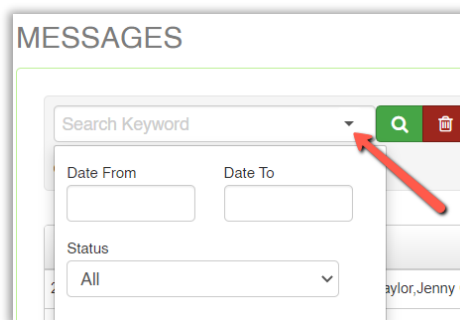 MESSAGES
Search Keyword
Date From Date To
Status
All
aylor,Jenny